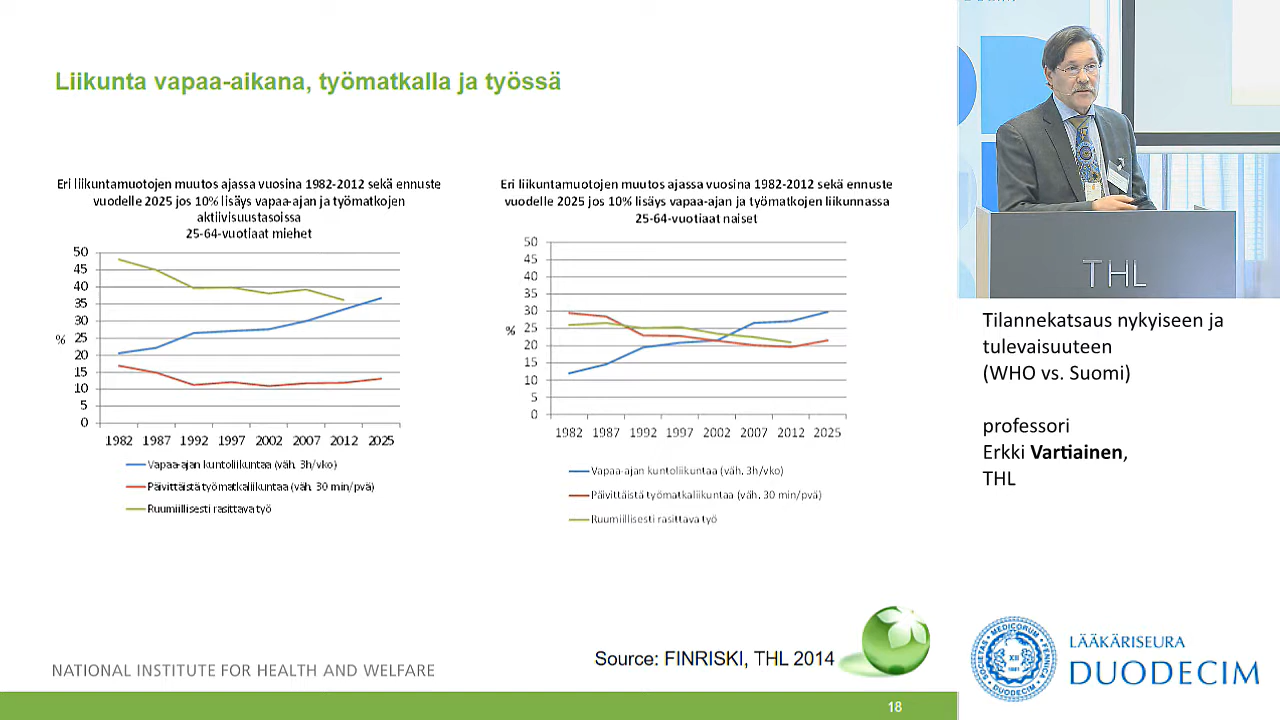 Liikunta vapaa-aikana, työmatkalla ja työssä
Eri liikuntamuotojen muutos ajassa vuosina 1982-2012 sekä ennuste
vuodelle 2025 jos 10% lisäys vapaa-ajan ja työmatkojen
aktiivisuustasoissa
25-64-vuotiaat miehet
50
45
40
35
30
25
20
15
10
5
0
%
1982 1987 1992 1997 2002 2007 2012 2025
Vapaa-ajan kuntoliikuntaa (väh. 3h/vko)
Päivittäistä työmatkaliikuntaa (väh. 30 min/pvä)
Ruumiillisesti rasittava työ
Eri liikuntamuotojen muutos ajassa vuosina 1982-2012 sekä ennuste
vuodelle 2025 jos 10% lisäys vapaa-ajan ja työmatkojen liikunnassa
25-64-vuotiaat naiset
50
45
40
35
30
25
20
15
10
5
0
%
1982 1987 1992 1997 2002 2007 2012 2025
Vapaa-ajan kuntoliikuntaa (väh. 3h/vko)
Päivittäistä työmatkaliikuntaa (väh. 30 min/pvä)
Ruumiillisesti rasittava työ
NATIONAL INSTITUTE FOR HEALTH AND WELFARE
Source: FINRISKI, THL 2014
18
THL
Tilannekatsaus nykyiseen ja
tulevaisuuteen
(WHO vs. Suomi)
professori
Erkki Vartiainen,
THL
LÄÄKÄRISEURA
DUODECIM